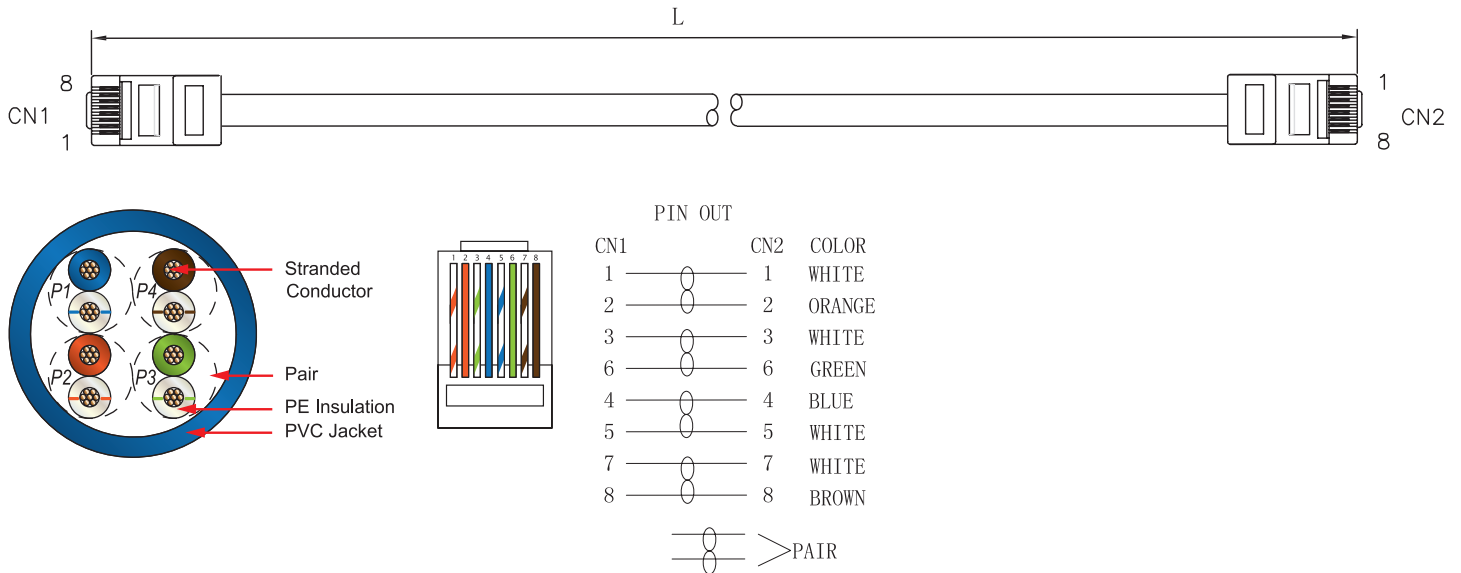 L
8
CN1
1
1
CN2
8
P1
P4
P2
P3
Stranded
Conductor
Pair
PE Insulation
PVC Jacket
1 2 3 4 5 6 7 8
PIN OUT
CN1 CN2 COLOR
1 1 WHITE
2 2 ORANGE
3 3 WHITE
6 6 GREEN
4 4 BLUE
5 5 WHITE
7 7 WHITE
8 8 BROWN
PAIR